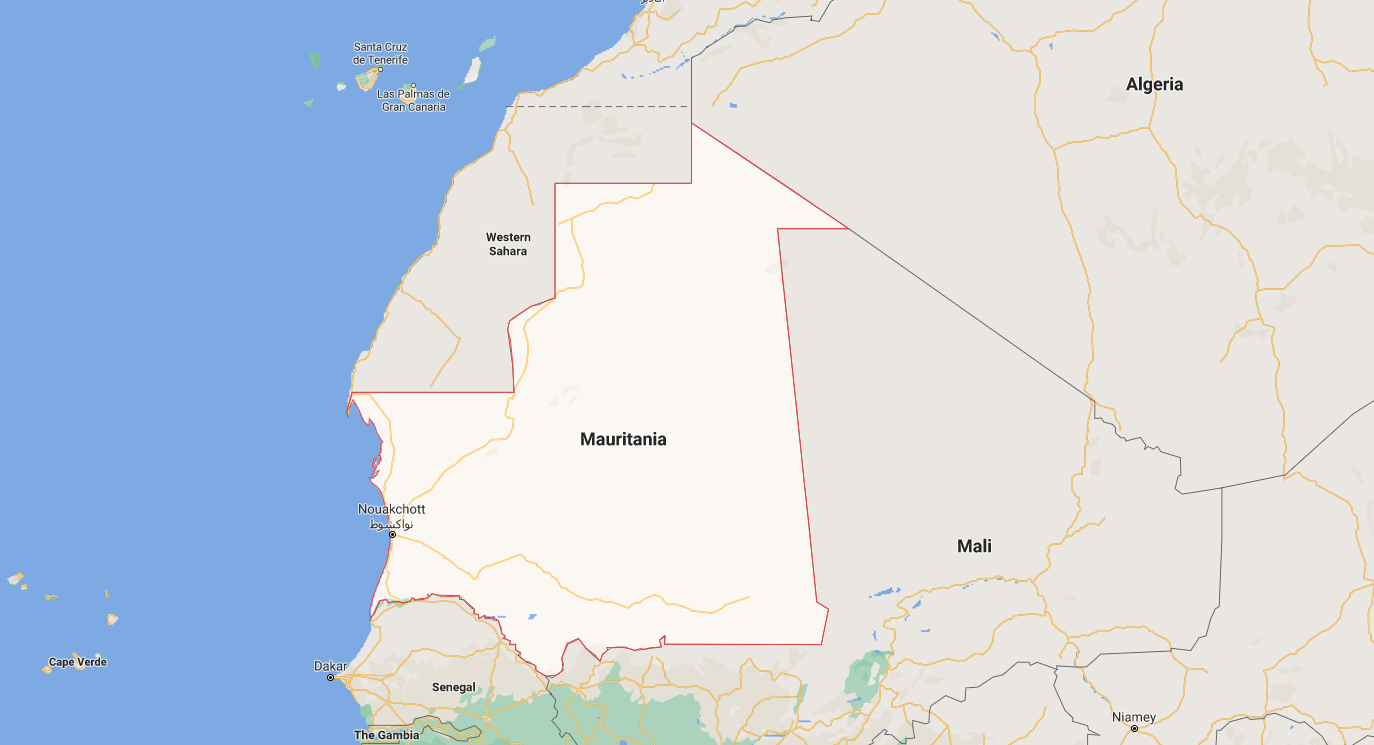 Santa Cruz
de Tenerife
Las Palmas de
Gran Canaria
Algeria
Western
Sahara
Mauritania
Nouakchott
نواكشوط
Mali
Cape Verde
Dakar
Senegal
Niamey
The Gambia